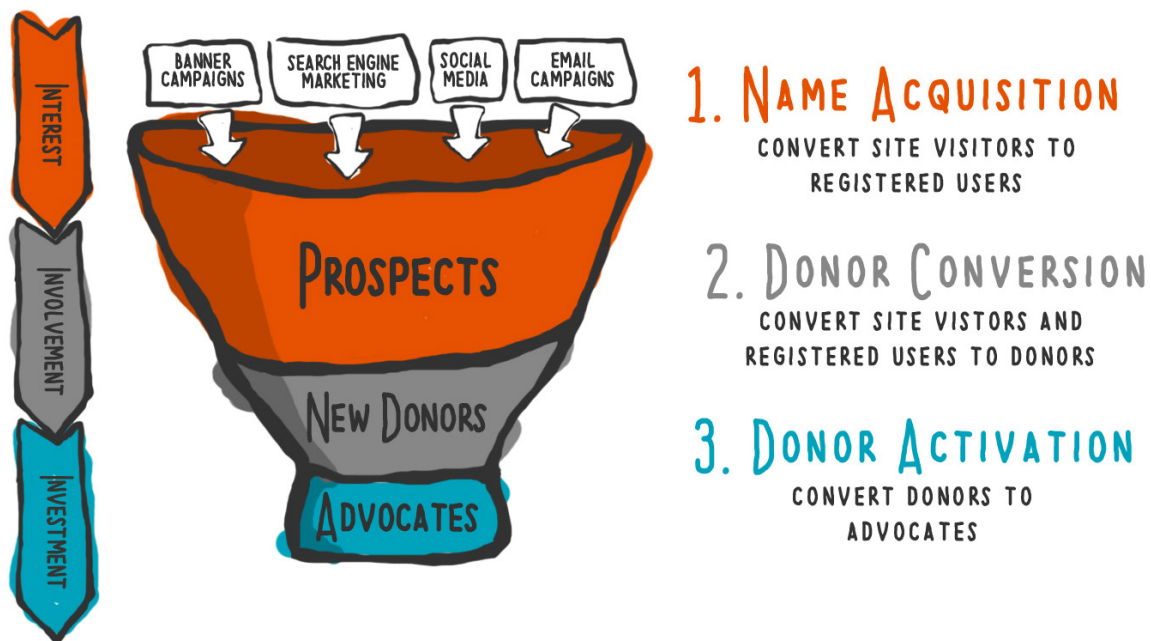 INTEREST
INVOLVEMENT
INVESTMENT
BANNER
CAMPAIGNS
SEARCH ENGINE
MARKETING
SOCIAL
MEDIA
EMAIL
CAMPAIGNS
PROSPECTS
NEW DONORS
ADVOCATES
1. NAME ACQUISITION
CONVERT SITE VISITORS TO
REGISTERED USERS
2. DONOR CONVERSION
CONVERT SITE VISTORS AND
REGISTERED USERS TO DONORS
3. DONOR ACTIVATION
CONVERT DONORS TO
ADVOCATES